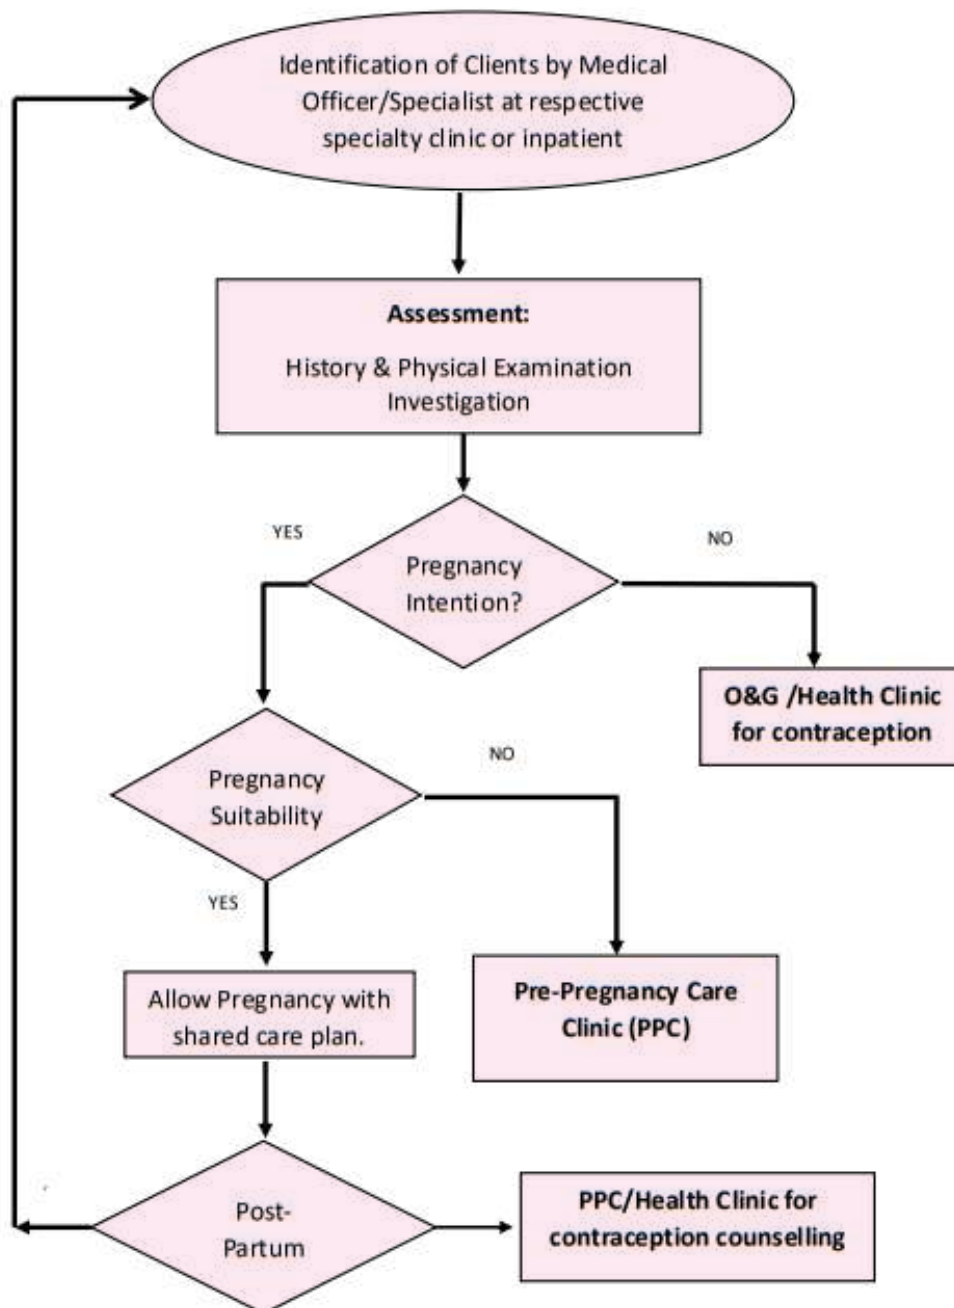 Identification of Clients by Medical
Officer/Specialist at respective
specialty clinic or inpatient
Assessment:
History & Physical Examination
Investigation
YES
NO
Pregnancy
Intention?
O&G /Health Clinic
for contraception
NO
Pregnancy
Suitability
YES
Allow Pregnancy with
shared care plan.
Pre-Pregnancy Care
Clinic (PPC)
Post-
Partum
PPC/Health Clinic for
contraception counselling